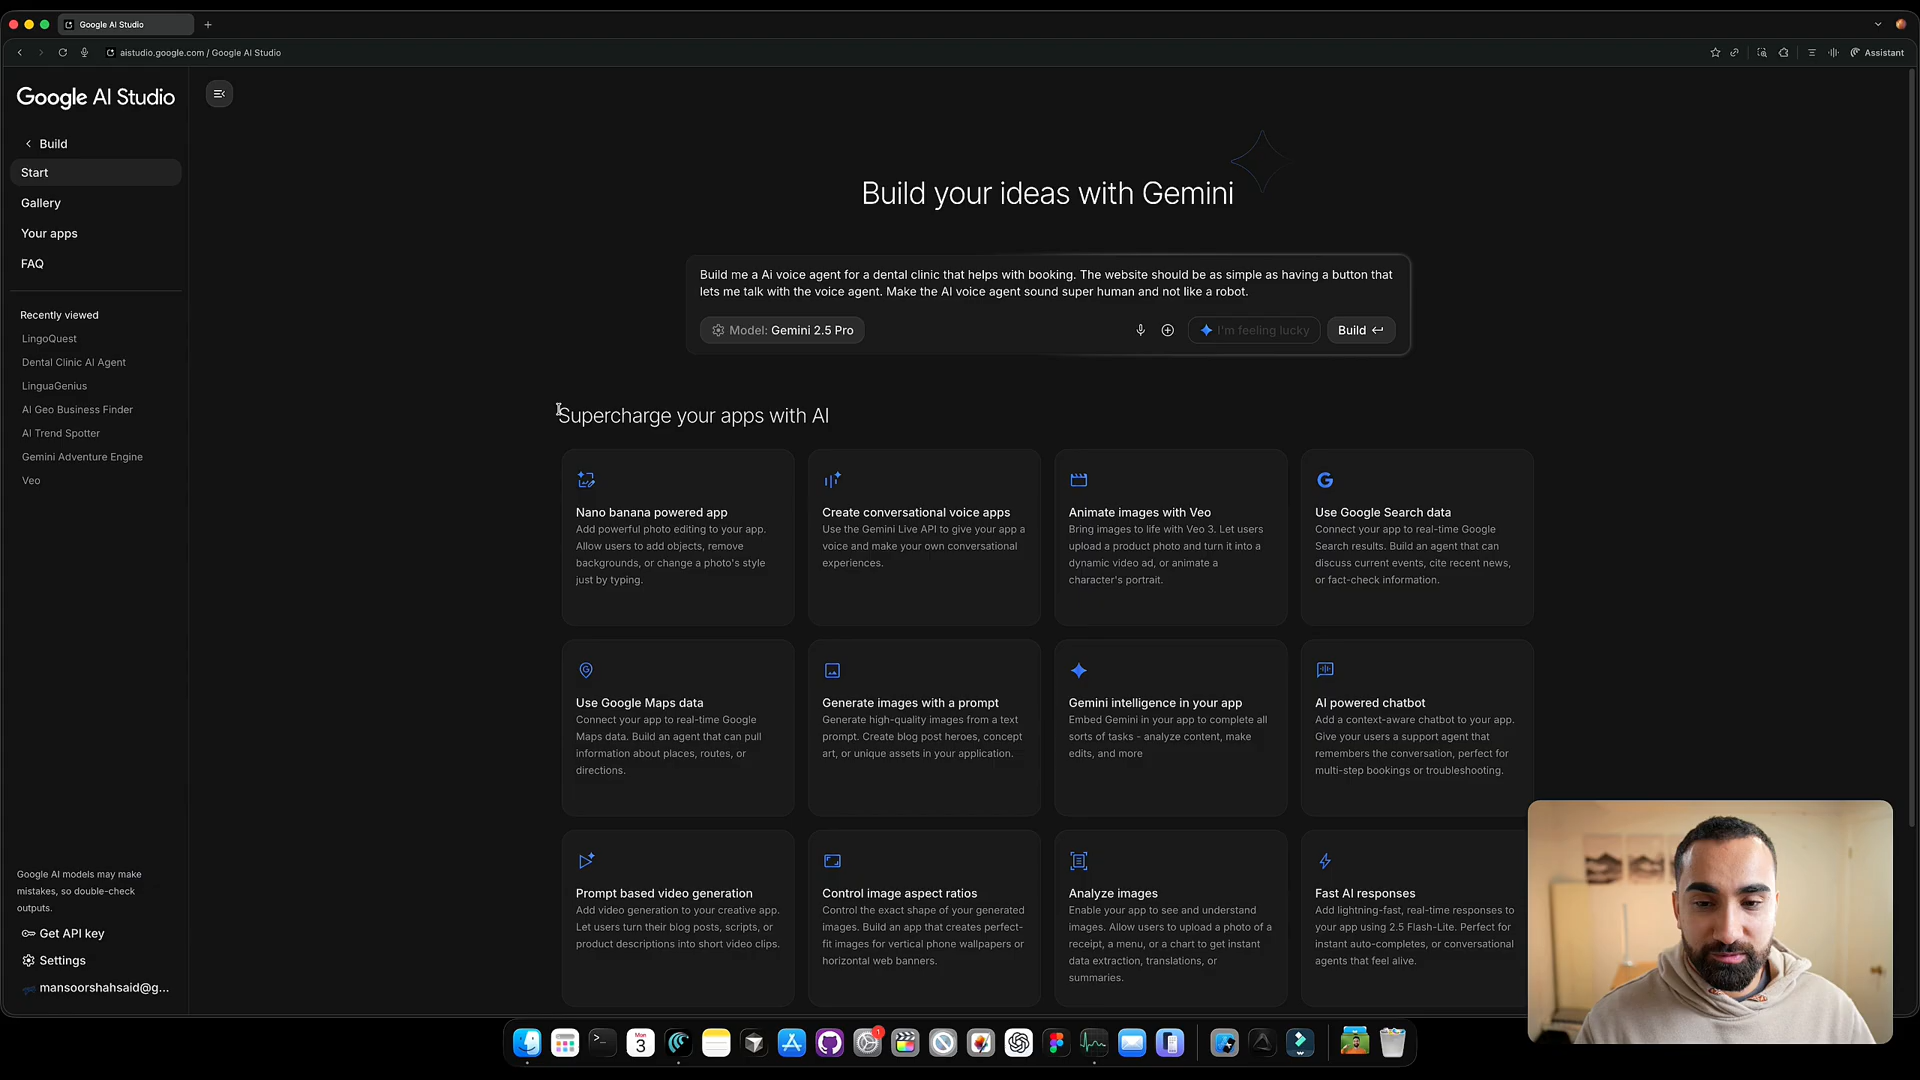 Google AI Studio
aistudio.google.com / Google AI Studio
Assistant
Google AI Studio
Build
Start
Gallery
Your apps
FAQ
Recently viewed
LingoQuest
Dental Clinic AI Agent
LinguaGenius
AI Geo Business Finder
AI Trend Spotter
Gemini Adventure Engine
Veo
Google AI models may make
mistakes, so double-check
outputs.
Get API key
Settings
mansoorshahsaid@g...
Build your ideas with Gemini
Build me a Ai voice agent for a dental clinic that helps with booking. The website should be as simple as having a button that
lets me talk with the voice agent. Make the AI voice agent sound super human and not like a robot.
Model: Gemini 2.5 Pro
I'm feeling lucky
Build
Supercharge your apps with AI
Nano banana powered app
Add powerful photo editing to your app.
Allow users to add objects, remove
backgrounds, or change a photo's style
just by typing.
Create conversational voice apps
Use the Gemini Live API to give your app a
voice and make your own conversational
experiences.
Animate images with Veo
Bring images to life with Veo 3. Let users
upload a product photo and turn it into a
dynamic video ad, or animate a
character's portrait.
Use Google Search data
Connect your app to real-time Google
Search results. Build an agent that can
discuss current events, cite recent news,
or fact-check information.
Use Google Maps data
Connect your app to real-time Google
Maps data. Build an agent that can pull
information about places, routes, or
directions.
Generate images with a prompt
Generate high-quality images from a text
prompt. Create blog post heroes, concept
art, or unique assets in your application.
Gemini intelligence in your app
Embed Gemini in your app to complete all
sorts of tasks - analyze content, make
edits, and more
AI powered chatbot
Add a context-aware chatbot to your app.
Give your users a support agent that
remembers the conversation, perfect for
multi-step bookings or troubleshooting.
Prompt based video generation
Add video generation to your creative app.
Let users turn their blog posts, scripts, or
product descriptions into short video clips.
Control image aspect ratios
Control the exact shape of your generated
images. Build an app that creates perfect-
fit images for vertical phone wallpapers or
horizontal web banners.
Analyze images
Enable your app to see and understand
images. Allow users to upload a photo of a
receipt, a menu, or a chart to get instant
data extraction, translations, or
summaries.
Fast AI responses
Add lightning-fast, real-time responses to
your app using 2.5 Flash-Lite. Perfect for
instant auto-completes, or conversational
agents that feel alive.
Mon
3
1